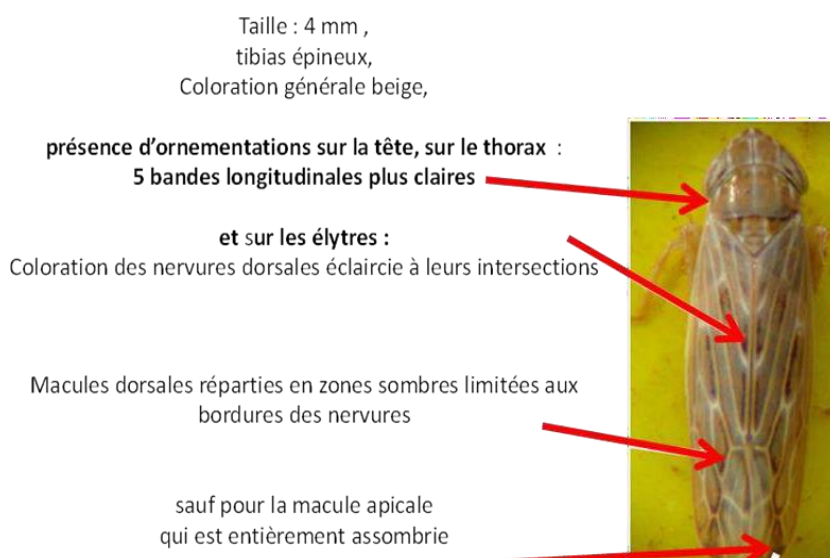 Taille : 4 mm ,
tibias épineux,
Coloration générale beige,
présence d’ornementations sur la tête, sur le thorax :
5 bandes longitudinales plus claires
et sur les élytres :
Coloration des nervures dorsales éclaircie à leurs intersections
Macules dorsales réparties en zones sombres limitées aux
bordures des nervures
sauf pour la macule apicale
qui est entièrement assombrie